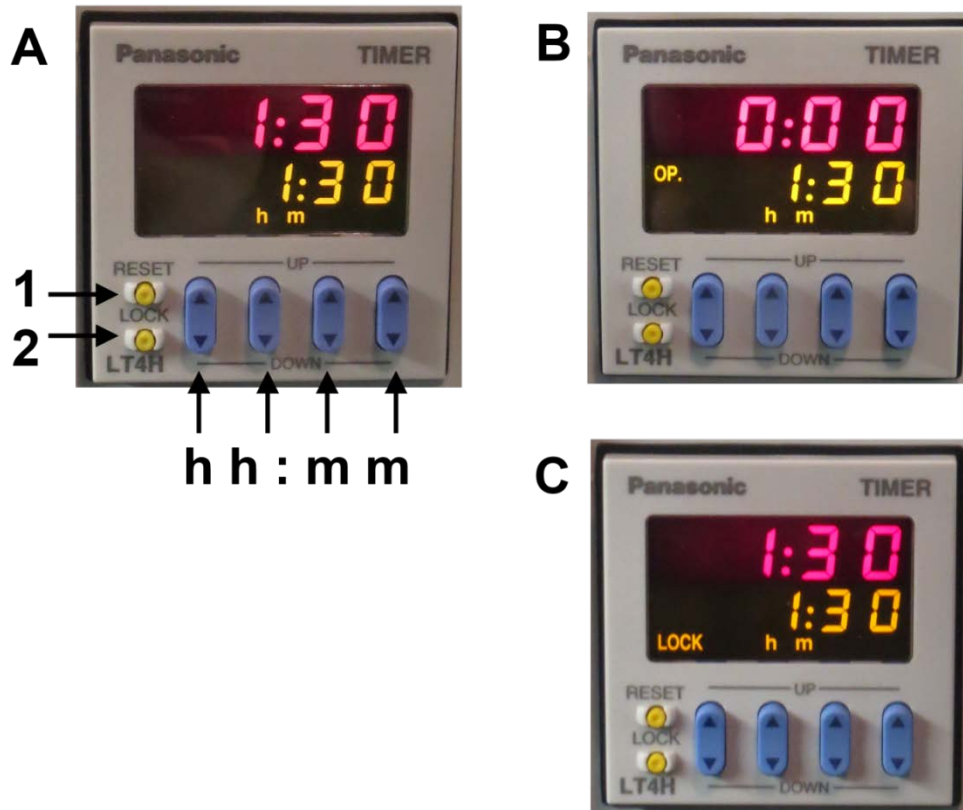 A
Panasonic TIMER
1:30
1:30
h m
RESET
UP
1
LOCK
2
LT4H
DOWN
h h : m m
B
Panasonic TIMER
0:00
OP. 1:30
h m
RESET
UP
LOCK
LT4H
DOWN
C
Panasonic TIMER
1:30
1:30
LOCK h m
RESET
UP
LOCK
LT4H
DOWN